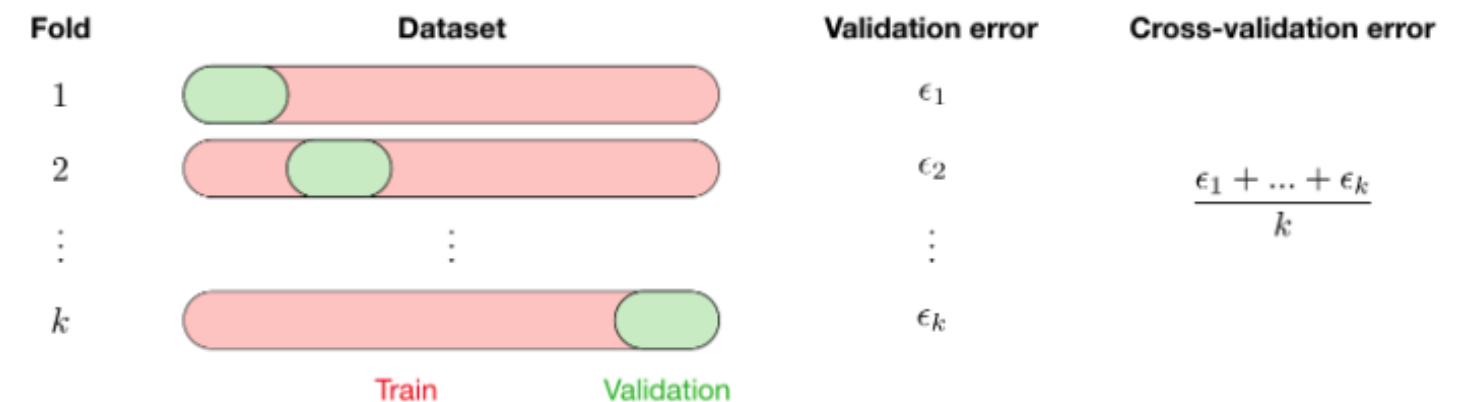 Fold Dataset Validation error Cross-validation error
1 ϵ₁
2 ϵ₂
ϵ₁ + ... + ϵₖ
k
⋮ ⋮ ⋮
k ϵₖ
Train Validation